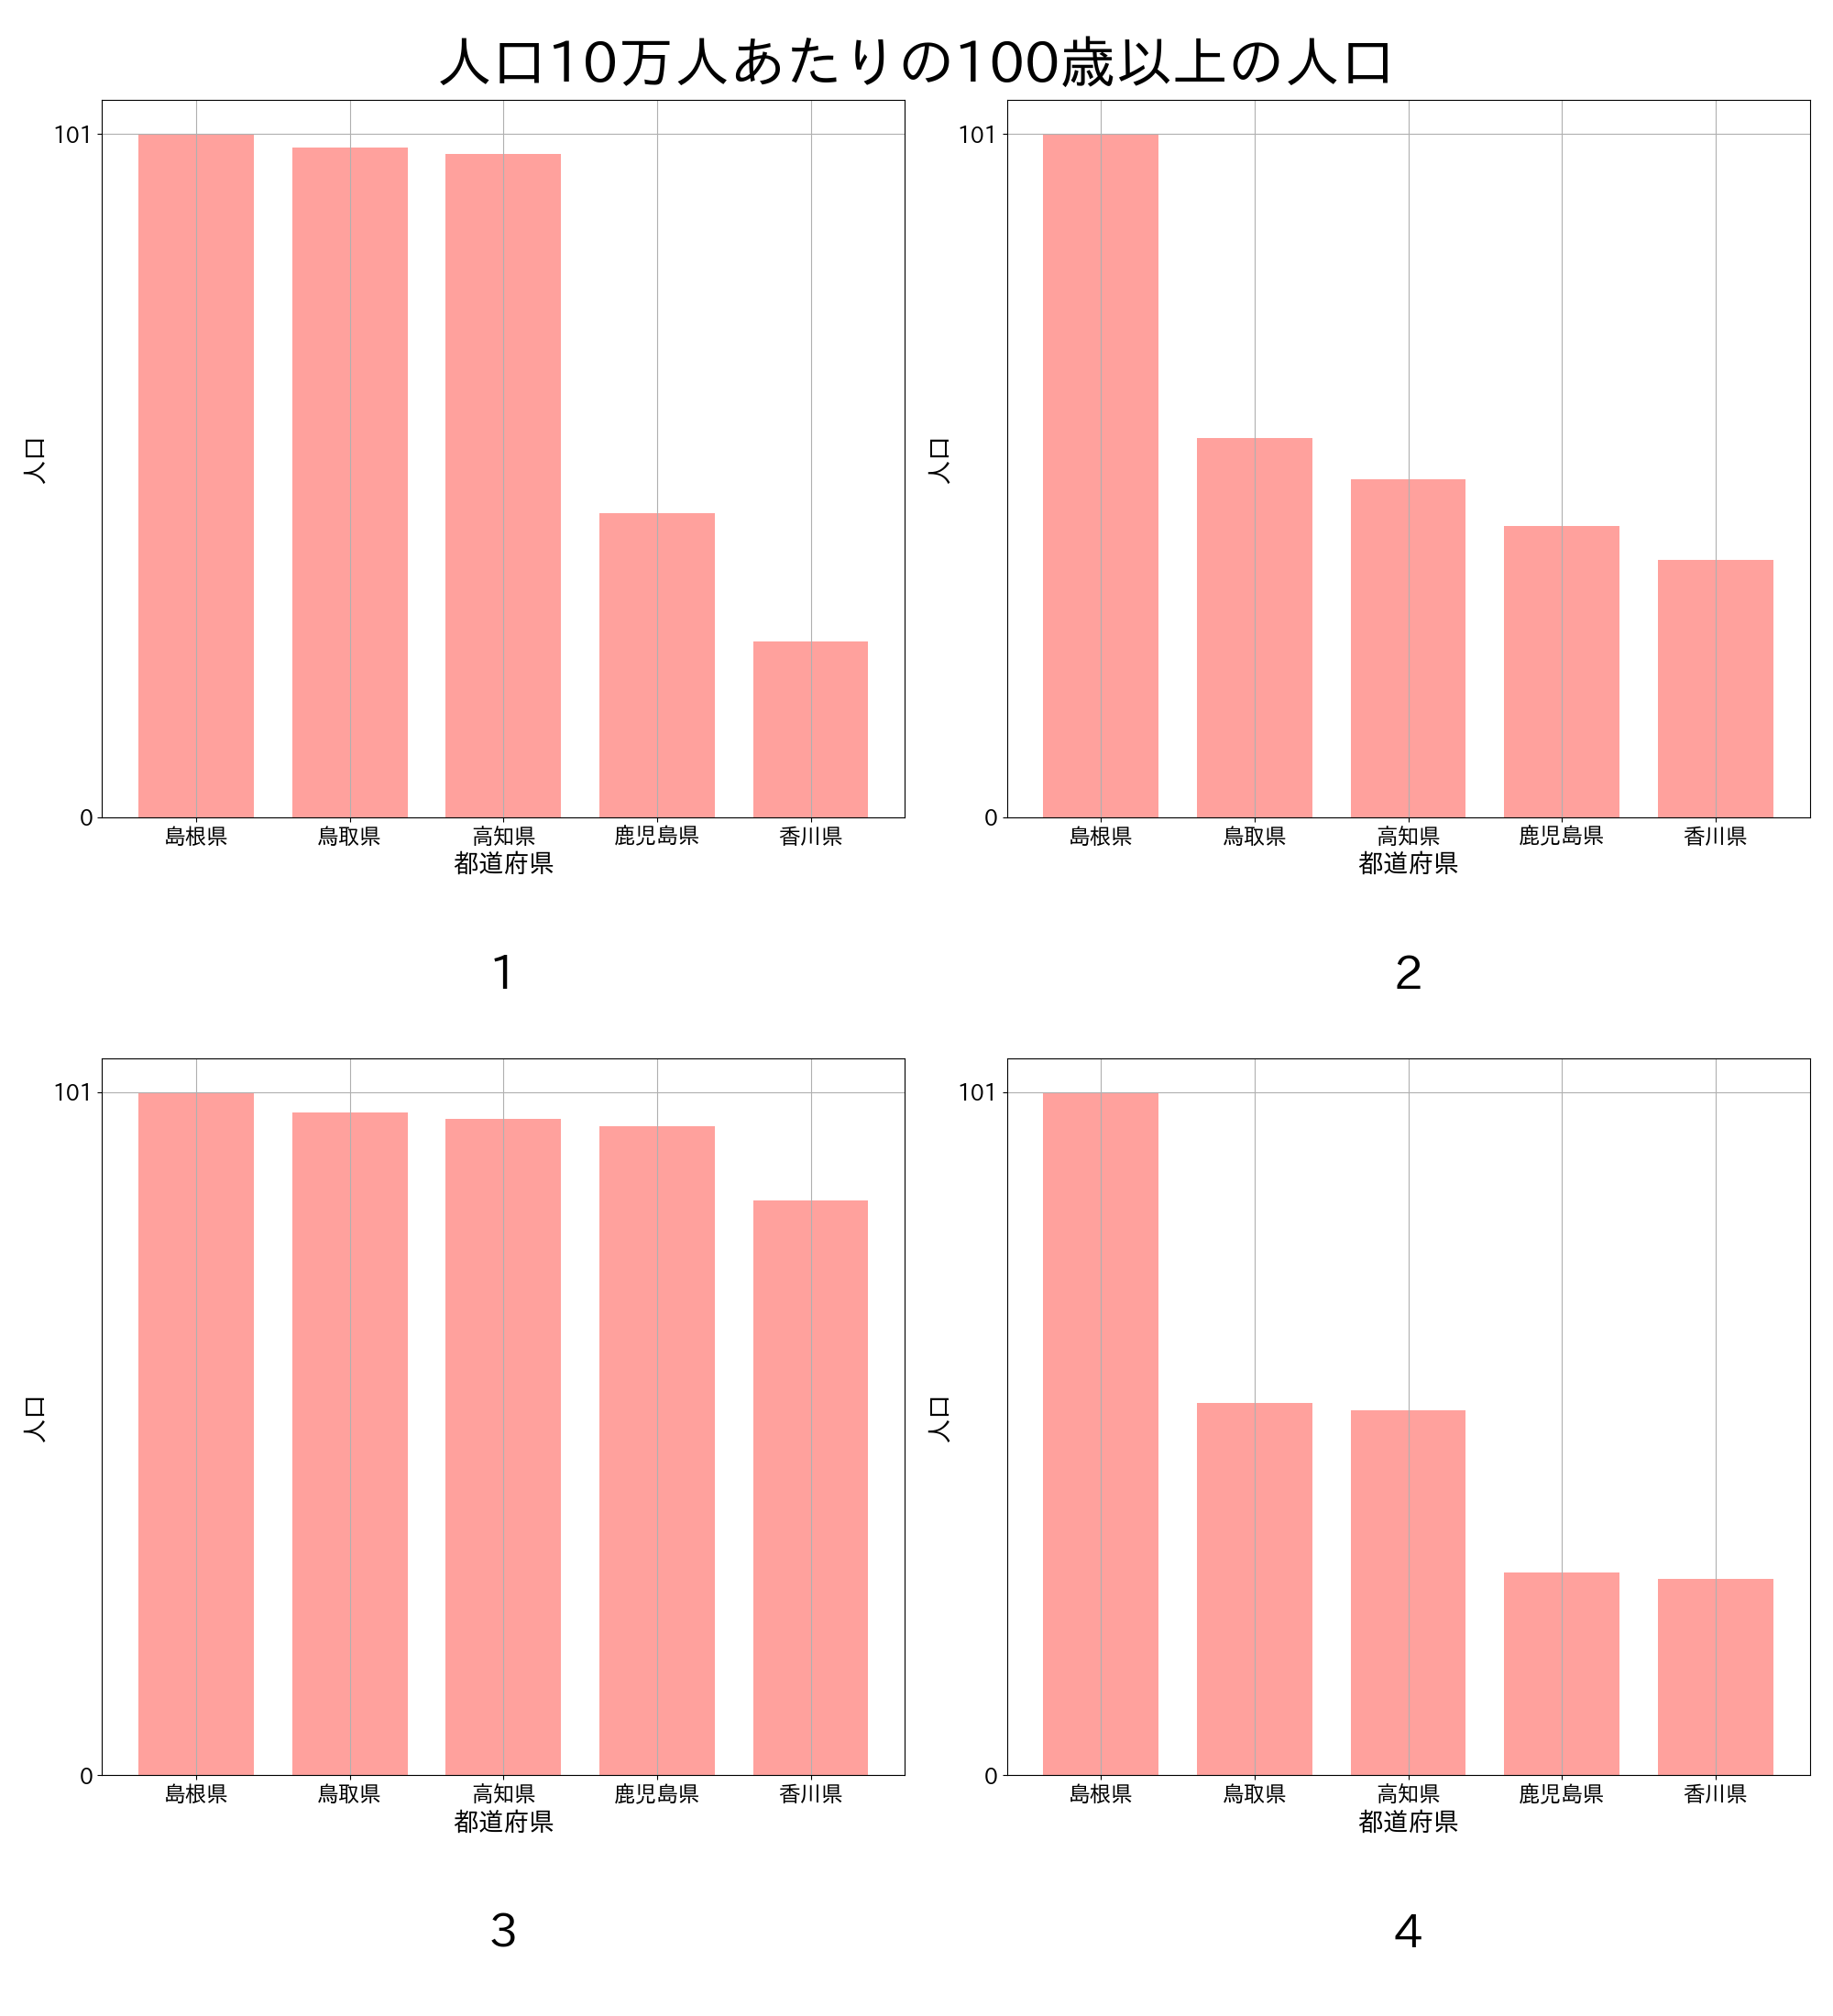 人口10万人あたりの100歳以上の人口
101
0
人口
島根県 鳥取県 高知県 鹿児島県 香川県
都道府県
1
101
0
人口
島根県 鳥取県 高知県 鹿児島県 香川県
都道府県
2
101
0
人口
島根県 鳥取県 高知県 鹿児島県 香川県
都道府県
3
101
0
人口
島根県 鳥取県 高知県 鹿児島県 香川県
都道府県
4